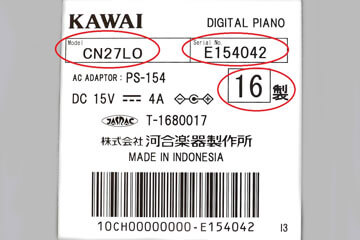 KAWAI DIGITAL PIANO
Model CN27LO Serial No. E154042
AC ADAPTOR : PS-154
DC 15V 4A
16 製
JASPAC T-1680017
株式会社 河合楽器製作所
MADE IN INDONESIA
10CH00000000-E154042 I3